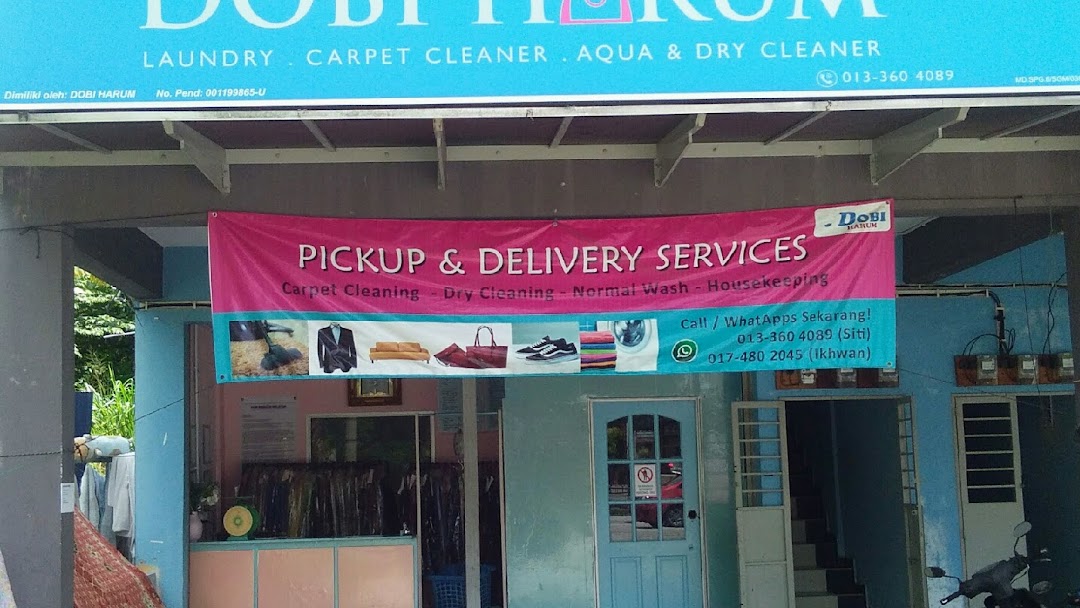 DOBI HARUM
LAUNDRY . CARPET CLEANER . AQUA & DRY CLEANER
013-360 4089
Dimiliki oleh: DOBI HARUM No. Pend: 001199865-U
DOBI
HARUM
PICKUP & DELIVERY SERVICES
Carpet Cleaning - Dry Cleaning - Normal Wash - Housekeeping
Call / WhatApps Sekarang!
013-360 4089 (Siti)
017-480 2045 (Ikhwan)